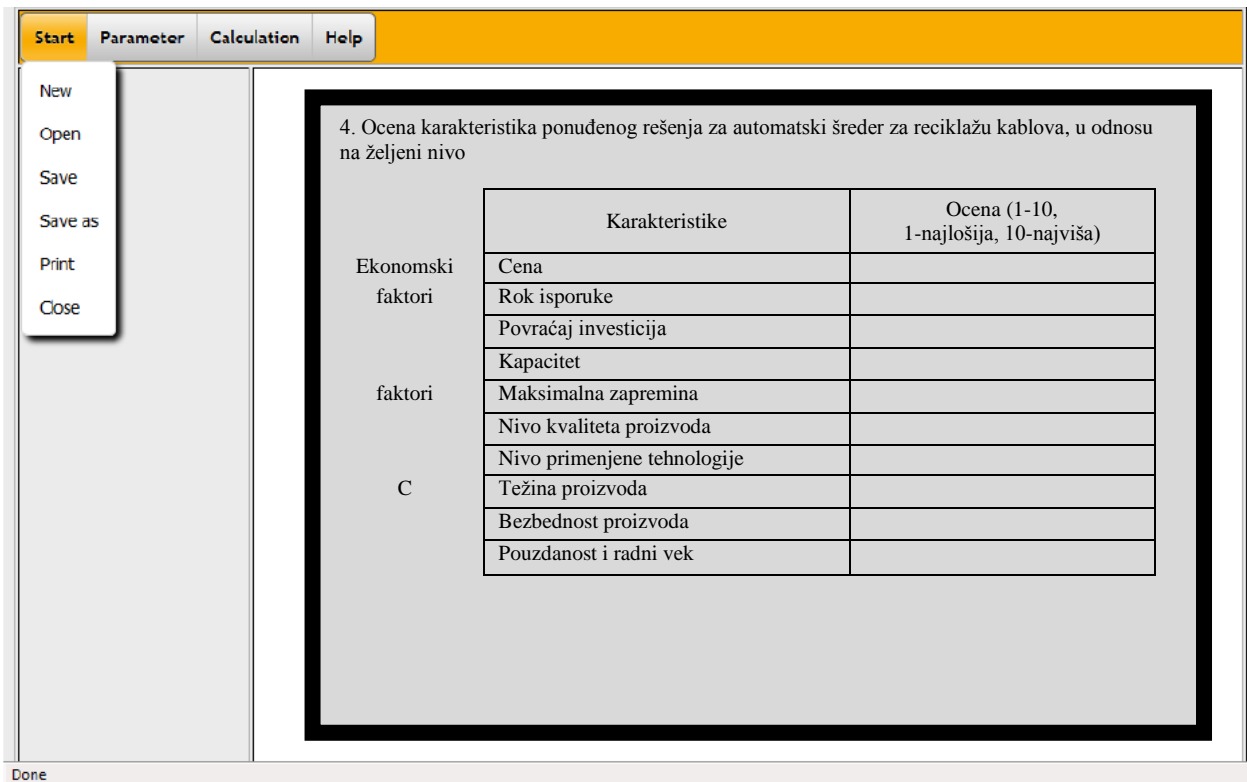 Start Parameter Calculation Help
New
Open
Save
Save as
Print
Close
4. Ocena karakteristika ponuđenog rešenja za automatski šreder za reciklažu kablova, u odnosu
na željeni nivo
Karakteristike
Ocena (1-10,
1-najlošija, 10-najviša)
Ekonomski Cena
faktori Rok isporuke
Povraćaj investicija
Kapacitet
faktori Maksimalna zapremina
Nivo kvaliteta proizvoda
Nivo primenjene tehnologije
C Težina proizvoda
Bezbednost proizvoda
Pouzdanost i radni vek
Done